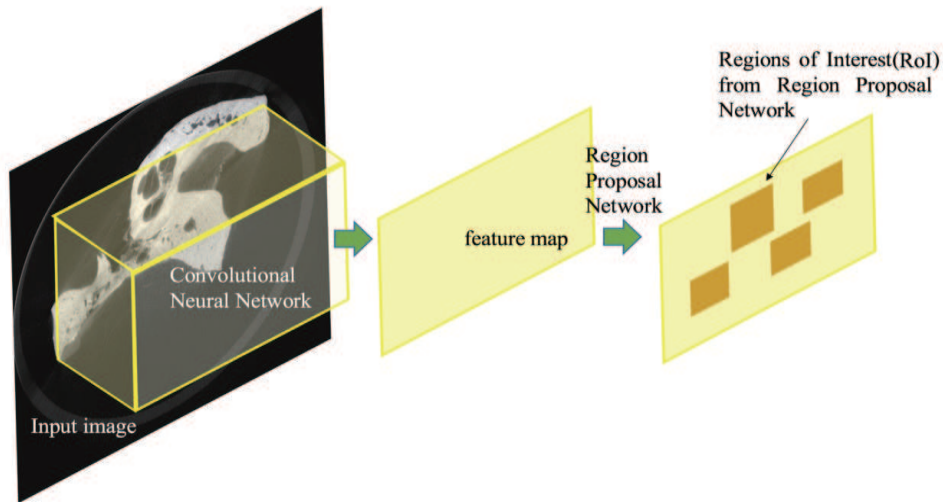 Regions of Interest(RoI)
from Region Proposal
Network
Region
Proposal
Network
feature map
Convolutional
Neural Network
Input image